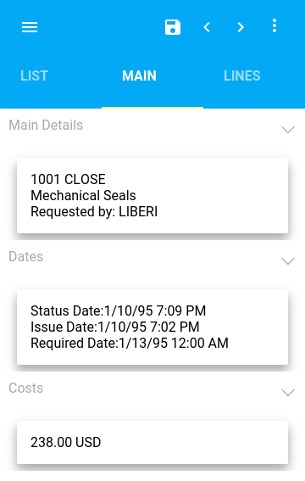 LIST MAIN LINES
Main Details
1001 CLOSE
Mechanical Seals
Requested by: LIBERI
Dates
Status Date:1/10/95 7:09 PM
Issue Date:1/10/95 7:02 PM
Required Date:1/13/95 12:00 AM
Costs
238.00 USD